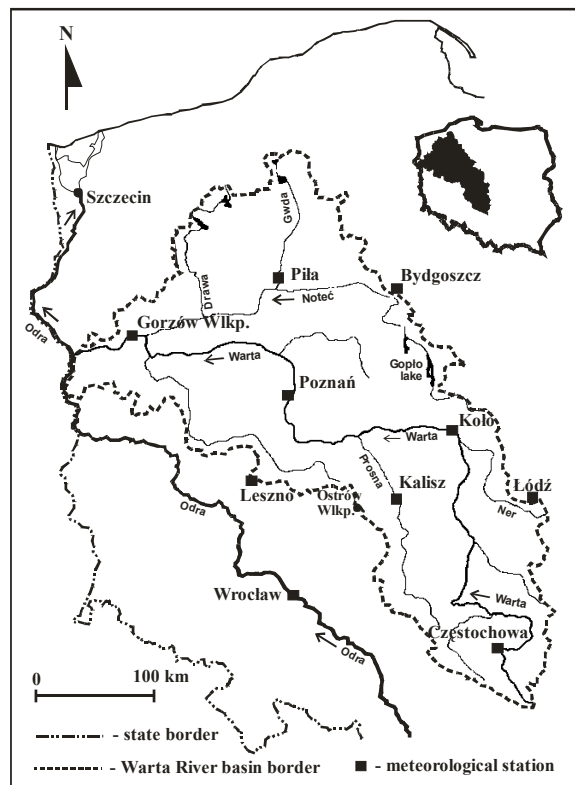 N
Szczecin
Gwda
Piła
Bydgoszcz
Drawa
Noteć
Odra
Gorzów Wlkp.
Warta
Gopło
lake
Poznań
Koło
Warta
Prosna
Leszno
Ostrów
Wlkp.
Kalisz
Łódź
Ner
Odra
Wrocław
Warta
Częstochowa
Odra
0 100 km
- state border
- Warta River basin border
- meteorological station